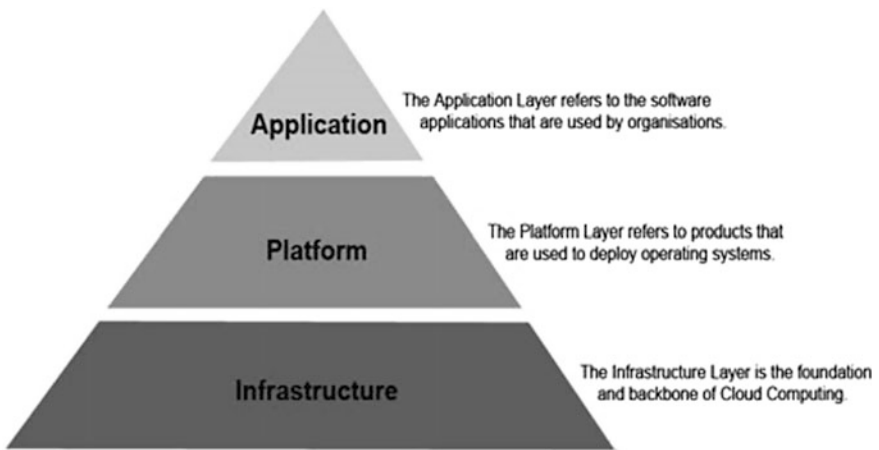 Application
The Application Layer refers to the software
applications that are used by organisations.
Platform
The Platform Layer refers to products that
are used to deploy operating systems.
Infrastructure
The Infrastructure Layer is the foundation
and backbone of Cloud Computing.